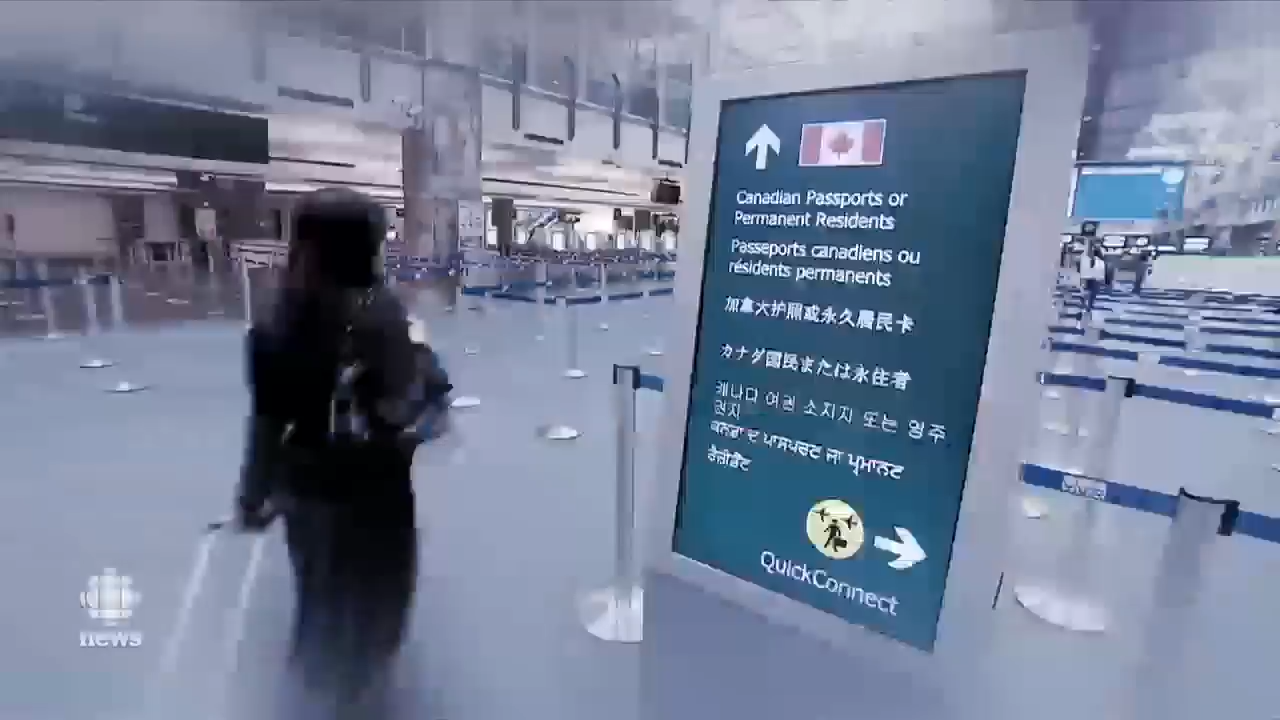 Canadian Passports or
Permanent Residents
Passeports canadiens ou
résidents permanents
加拿大护照或永久居民卡
カナダ国民または永住者
캐나다 여권 소지자 또는 영주
권자
ਕਨੇਡਾ ਦੇ ਪਾਸਪੋਰਟ ਜਾਂ ਪ੍ਰਮਾਨੈਂਟ
ਰੈਜ਼ੀਡੈਂਟ
QuickConnect
news